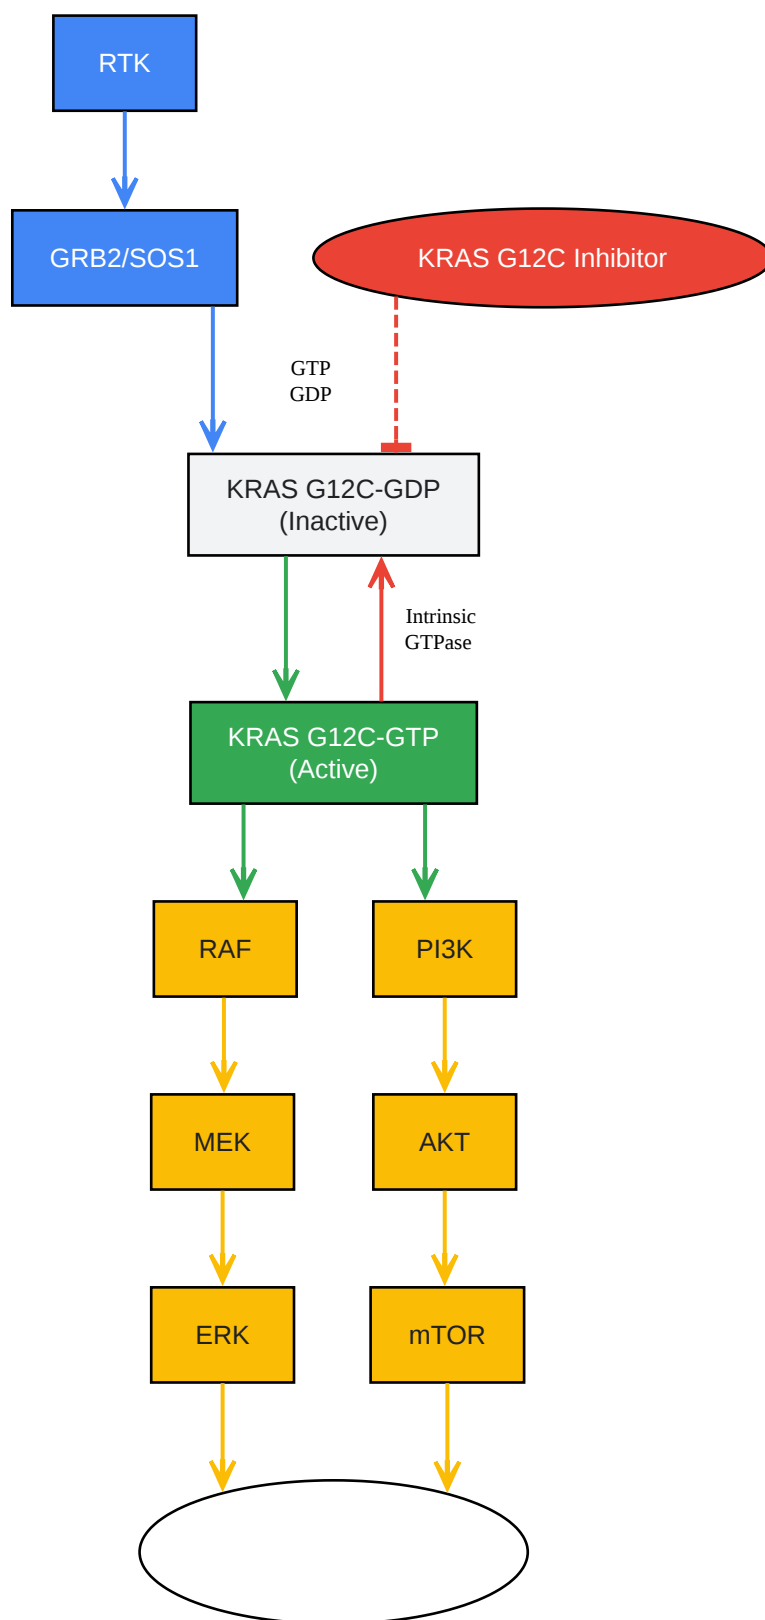 RTK
GRB2/SOS1
KRAS G12C Inhibitor
GTP
GDP
KRAS G12C-GDP
(Inactive)
Intrinsic
GTPase
KRAS G12C-GTP
(Active)
RAF
PI3K
MEK
AKT
ERK
mTOR